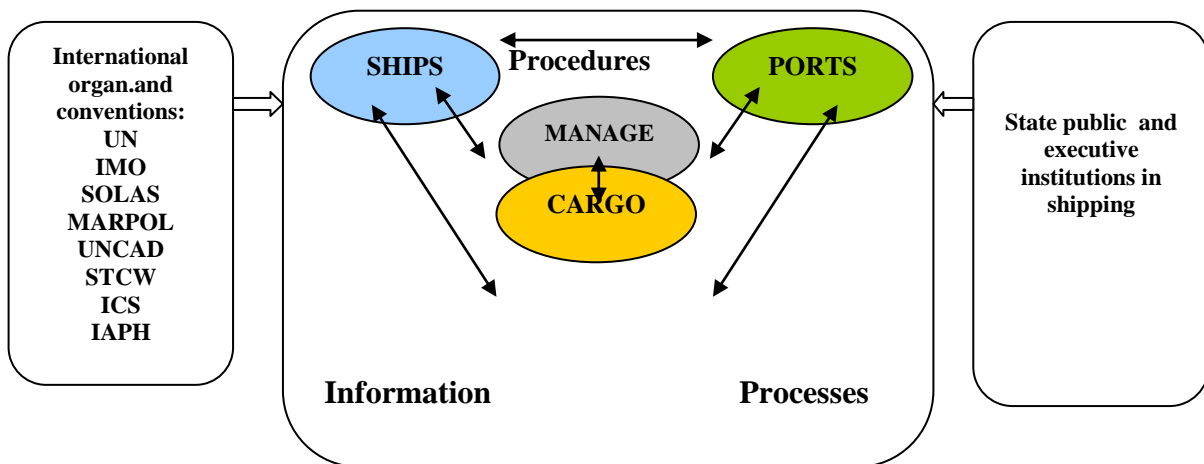 International
organ.and
conventions:
UN
IMO
SOLAS
MARPOL
UNCAD
STCW
ICS
IAPH
SHIPS
Procedures
PORTS
MANAGE
CARGO
Information
Processes
State public and
executive
institutions in
shipping